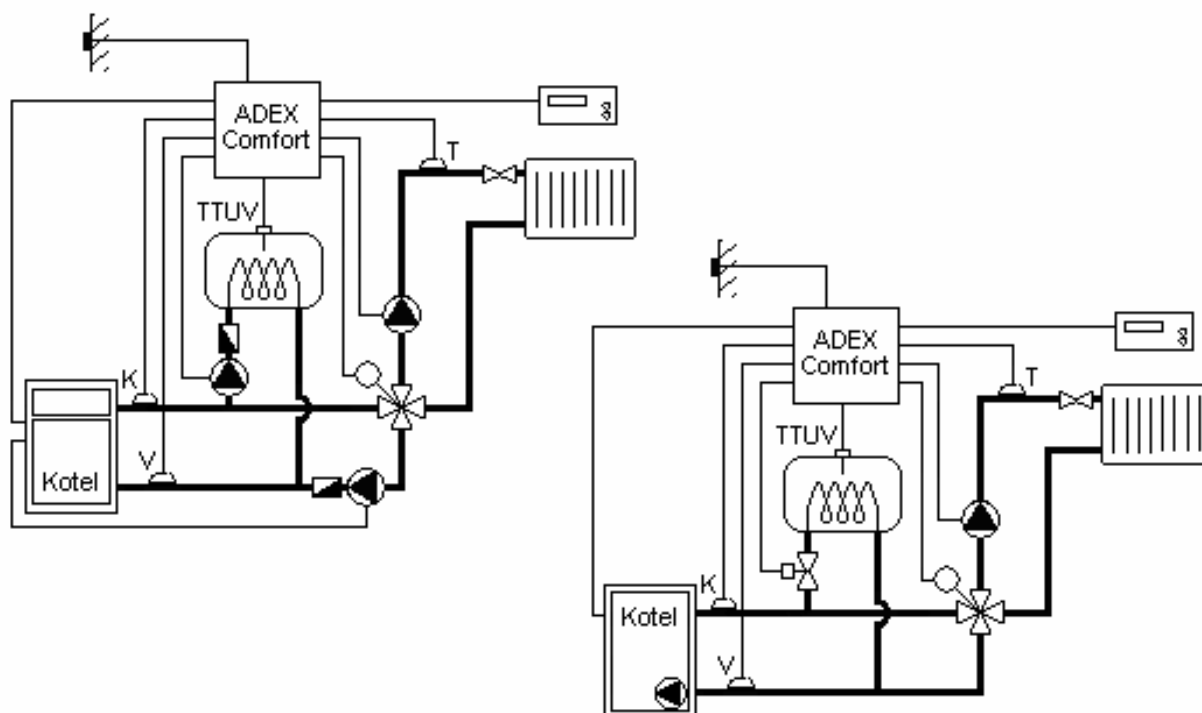 ADEX
Comfort
T
TTUV
K
V
Kotel
ADEX
Comfort
T
TTUV
K
Kotel
V